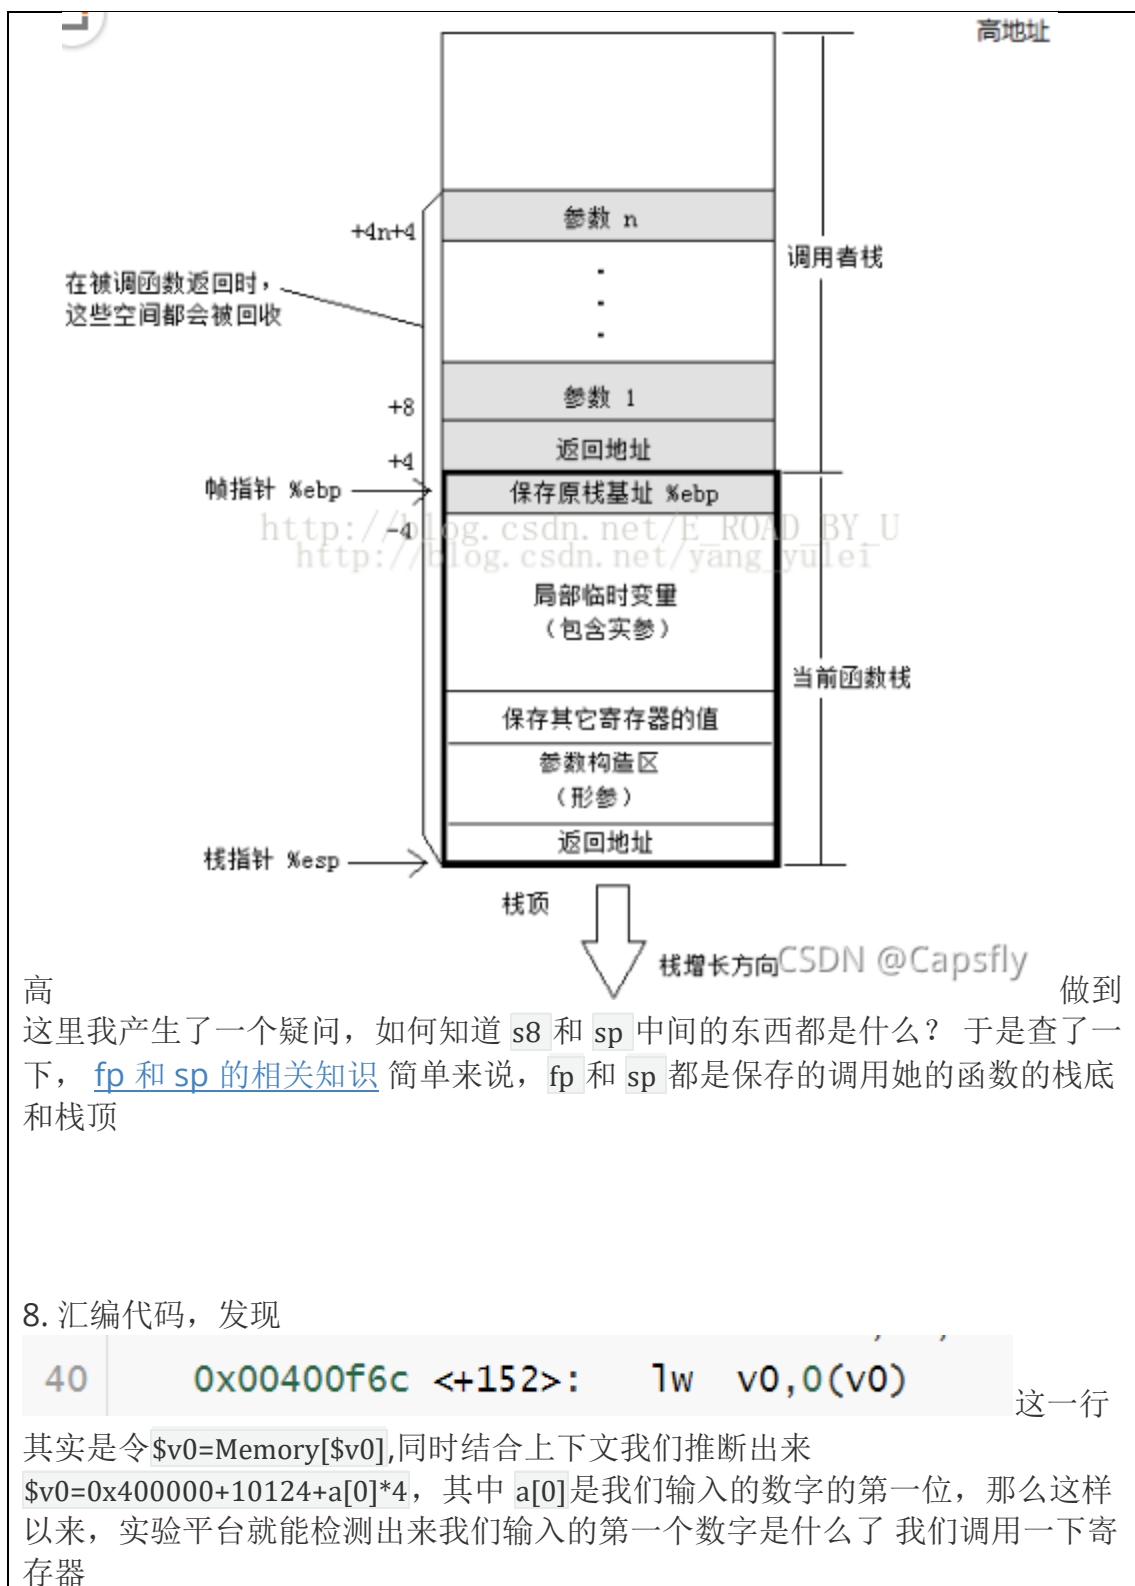 高地址
参数 n
+4n+4
调用者栈
在被调函数返回时，
这些空间都会被回收
参数 1
+8
返回地址
+4
帧指针 %ebp
保存原栈基址 %ebp
http://blog.csdn.net/E_ROAD_BY_U
-4
http://blog.csdn.net/yang_yulei
局部临时变量
（包含实参）
当前函数栈
保存其它寄存器的值
参数构造区
（形参）
返回地址
栈指针 %esp
栈顶
栈增长方向
CSDN @Capsfly
高 做到
这里我产生了一个疑问，如何知道 s8 和 sp 中间的东西都是什么？ 于是查了一
下， fp 和 sp 的相关知识 简单来说， fp 和 sp 都是保存的调用她的函数的栈底
和栈顶
8. 汇编代码，发现
40 0x00400f6c <+152>: lw v0,0(v0) 这一行
其实是令$v0=Memory[$v0],同时结合上下文我们推断出来
$v0=0x400000+10124+a[0]*4，其中 a[0]是我们输入的数字的第一位，那么这样
以来，实验平台就能检测出来我们输入的第一个数字是什么了 我们调用一下寄
存器